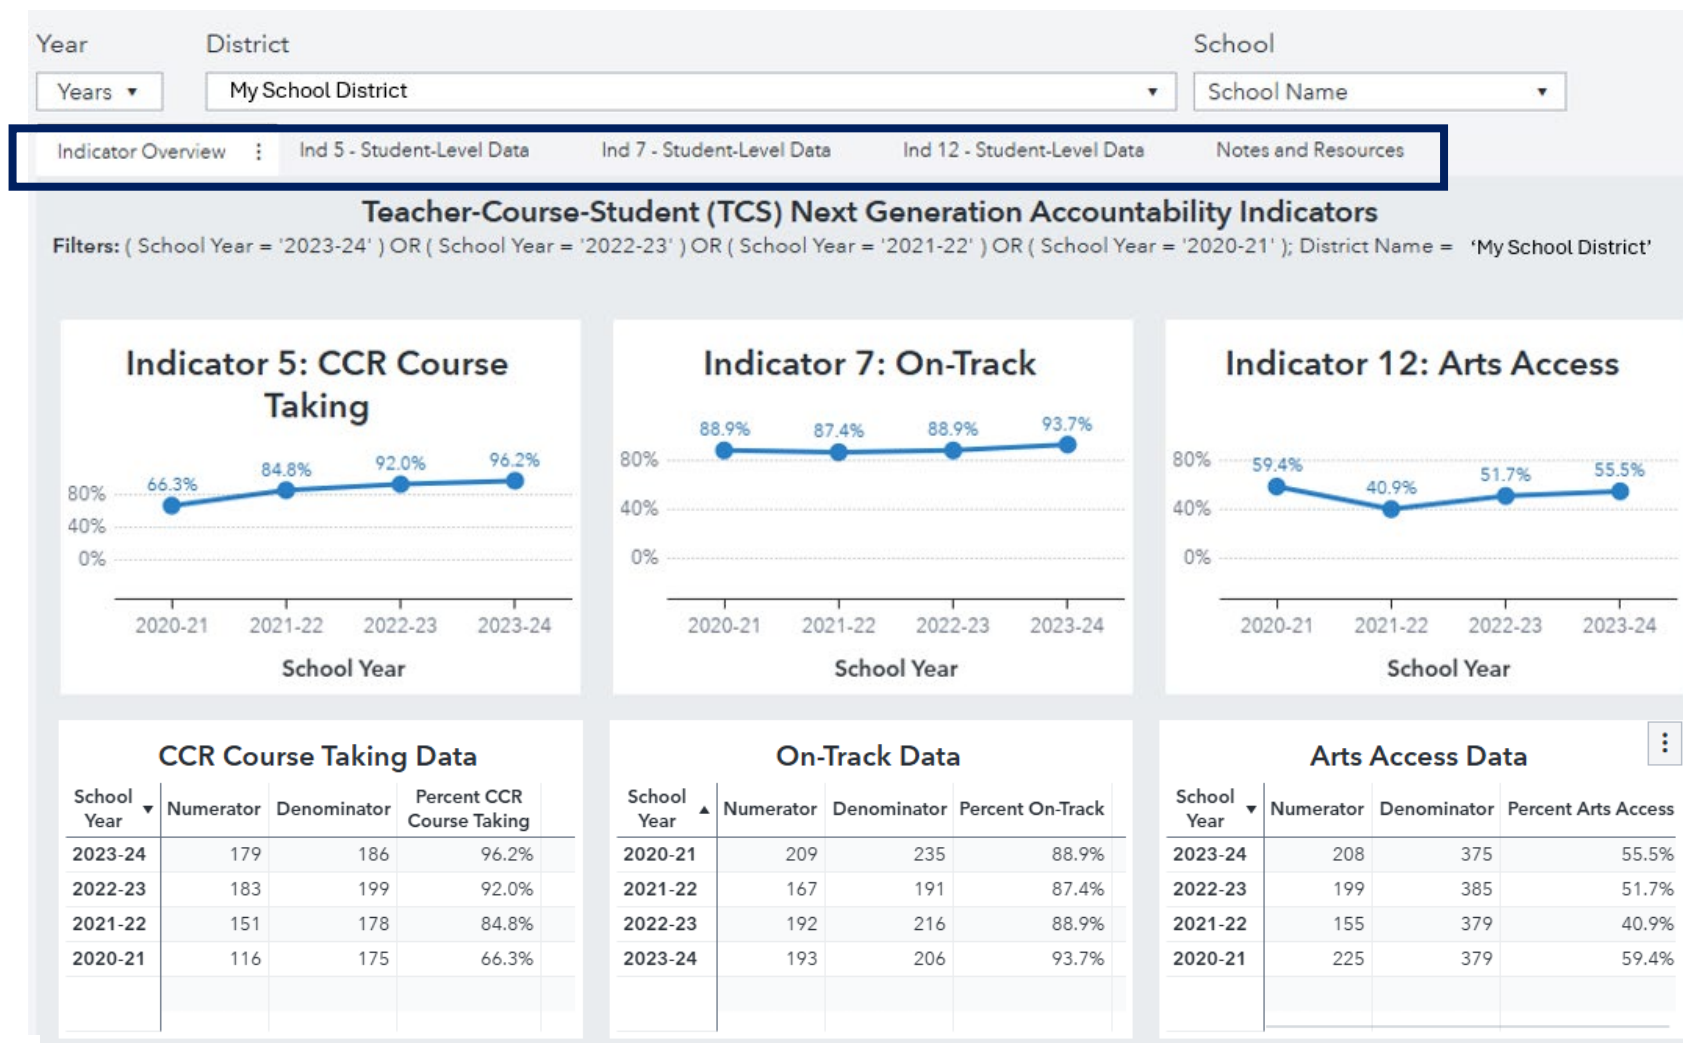 Year District School
Years ▼ My School District ▼ School Name ▼
Indicator Overview ⋮ Ind 5 - Student-Level Data Ind 7 - Student-Level Data Ind 12 - Student-Level Data Notes and Resources
Teacher-Course-Student (TCS) Next Generation Accountability Indicators
Filters: ( School Year = '2023-24' ) OR ( School Year = '2022-23' ) OR ( School Year = '2021-22' ) OR ( School Year = '2020-21' ); District Name = ‘My School District’
Indicator 5: CCR Course
Taking
66.3% 84.8% 92.0% 96.2%
80%
40%
0%
2020-21 2021-22 2022-23 2023-24
School Year
Indicator 7: On-Track
88.9% 87.4% 88.9% 93.7%
80%
40%
0%
2020-21 2021-22 2022-23 2023-24
School Year
Indicator 12: Arts Access
59.4% 40.9% 51.7% 55.5%
80%
40%
0%
2020-21 2021-22 2022-23 2023-24
School Year
CCR Course Taking Data
School Year ▼ Numerator Denominator Percent CCR Course Taking
2023-24 179 186 96.2%
2022-23 183 199 92.0%
2021-22 151 178 84.8%
2020-21 116 175 66.3%
On-Track Data
School Year ▲ Numerator Denominator Percent On-Track
2020-21 209 235 88.9%
2021-22 167 191 87.4%
2022-23 192 216 88.9%
2023-24 193 206 93.7%
Arts Access Data ⋮
School Year ▼ Numerator Denominator Percent Arts Access
2023-24 208 375 55.5%
2022-23 199 385 51.7%
2021-22 155 379 40.9%
2020-21 225 379 59.4%